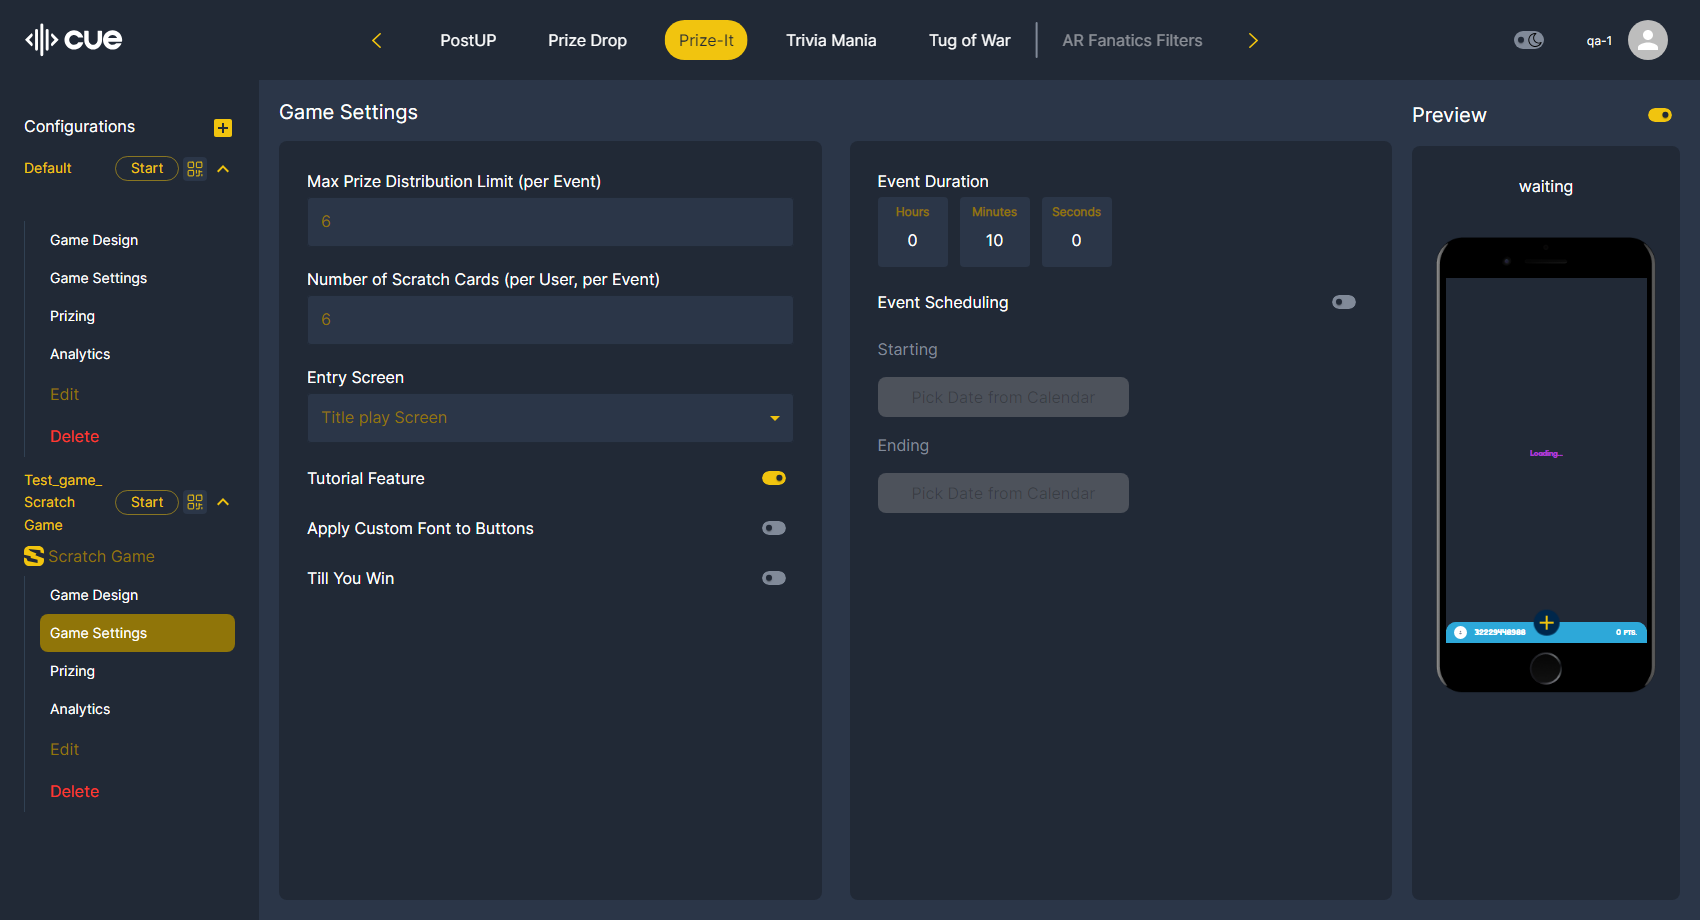 cue
PostUP
Prize Drop
Prize-It
Trivia Mania
Tug of War
AR Fanatics Filters
qa-1
Configurations
Default
Start
Game Design
Game Settings
Prizing
Analytics
Edit
Delete
Test_game_
Scratch
Game
Start
Scratch Game
Game Design
Game Settings
Prizing
Analytics
Edit
Delete
Game Settings
Max Prize Distribution Limit (per Event)
6
Number of Scratch Cards (per User, per Event)
6
Entry Screen
Title play Screen
Tutorial Feature
Apply Custom Font to Buttons
Till You Win
Event Duration
Hours
0
Minutes
10
Seconds
0
Event Scheduling
Starting
Pick Date from Calendar
Ending
Pick Date from Calendar
Preview
waiting
Loading...
0 PTS.